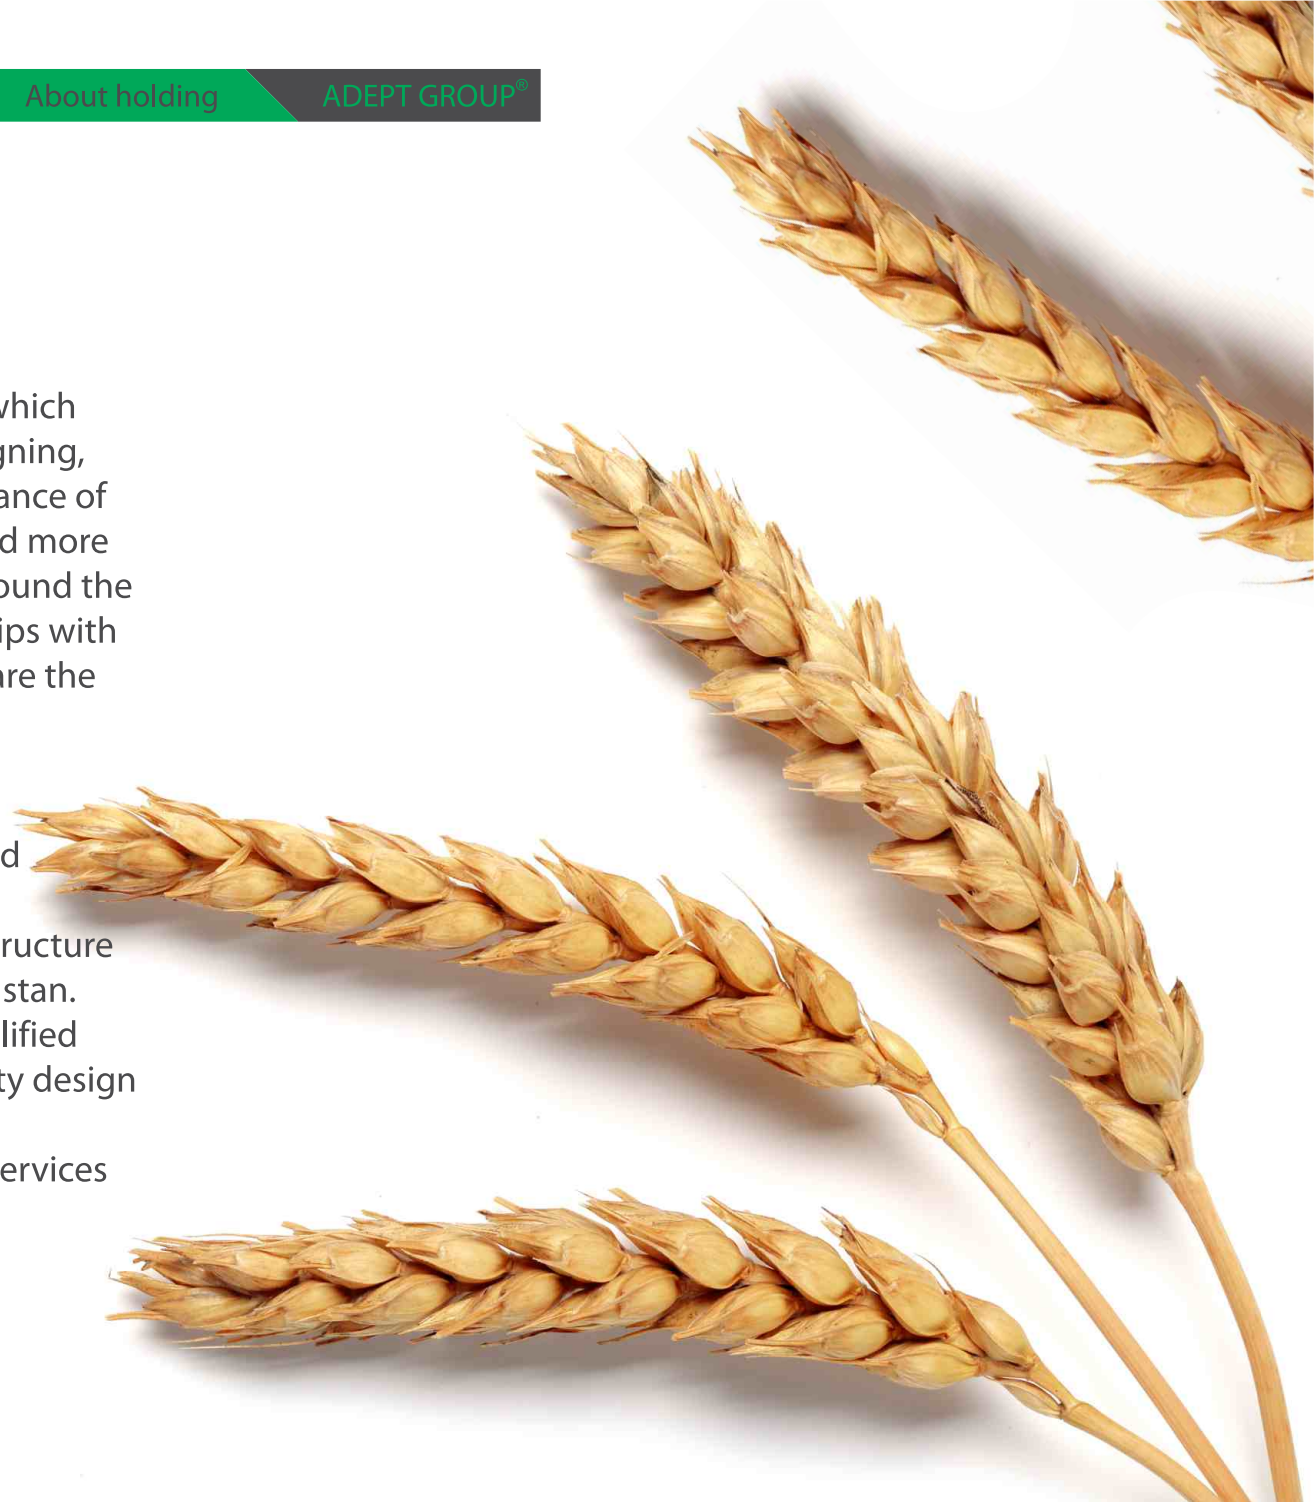 About holding ADEPT GROUP®
which
gning,
ance of
d more
ound the
ips with
are the
d
ructure
stan.
lified
ty design
ervices